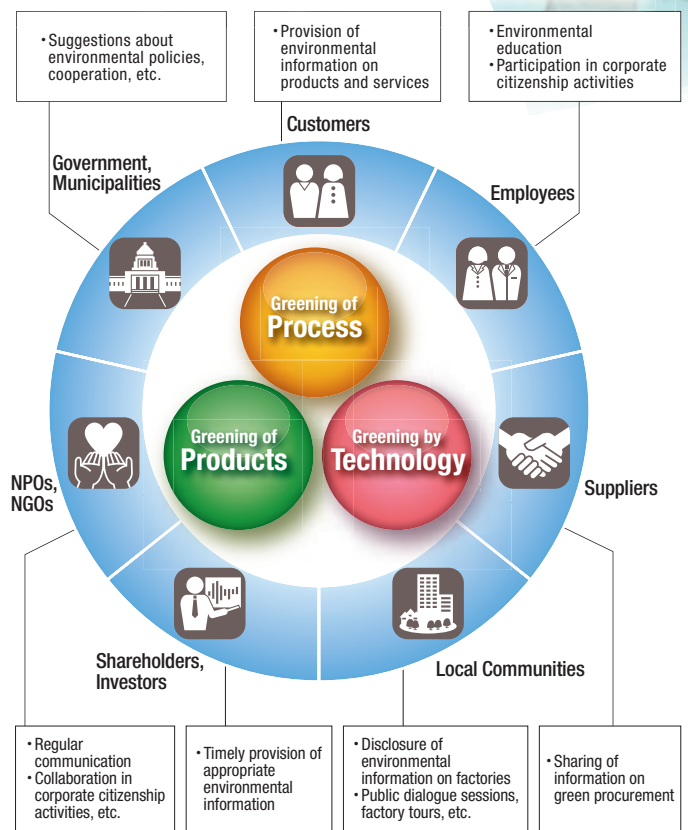 • Suggestions about
environmental policies,
cooperation, etc.
• Provision of
environmental
information on
products and services
• Environmental
education
• Participation in corporate
citizenship activities
Customers
Government,
Municipalities
Employees
Greening of
Process
Greening of
Products
Greening by
Technology
NPOs,
NGOs
Suppliers
Shareholders,
Investors
Local Communities
• Regular
communication
• Collaboration in
corporate citizenship
activities, etc.
• Timely provision of
appropriate
environmental
information
• Disclosure of
environmental
information on factories
• Public dialogue sessions,
factory tours, etc.
• Sharing of
information on
green procurement